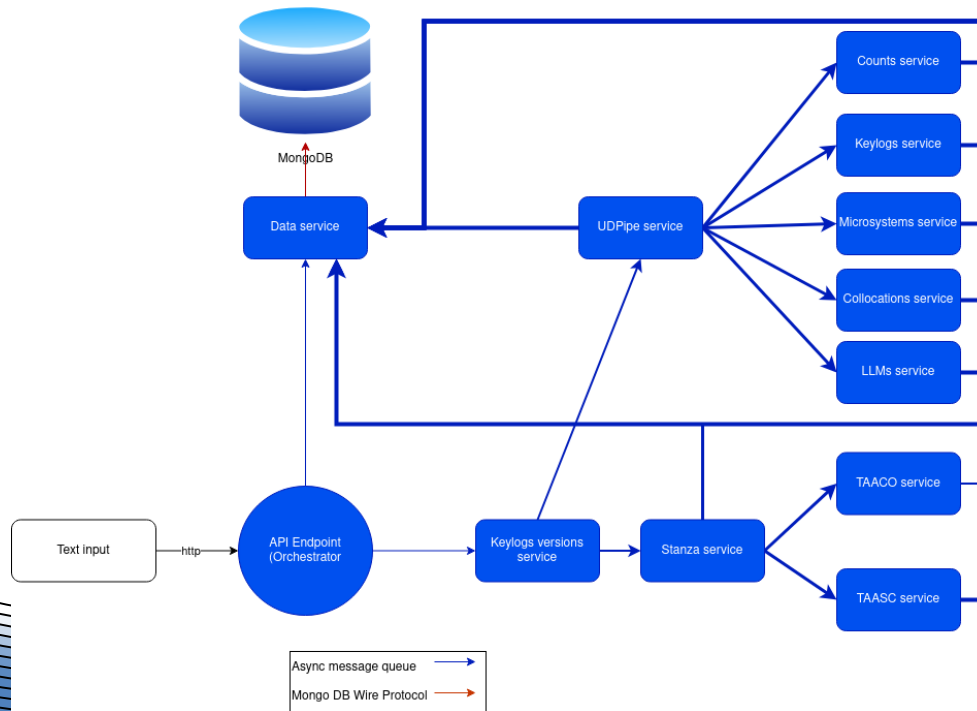 Counts service
MongoDB
Keylogs service
Data service
UDPipe service
Microsystems service
Collocations service
LLMs service
Text input
http
API Endpoint
(Orchestrator
Keylogs versions
service
Stanza service
TAACO service
TAASC service
Async message queue
Mongo DB Wire Protocol